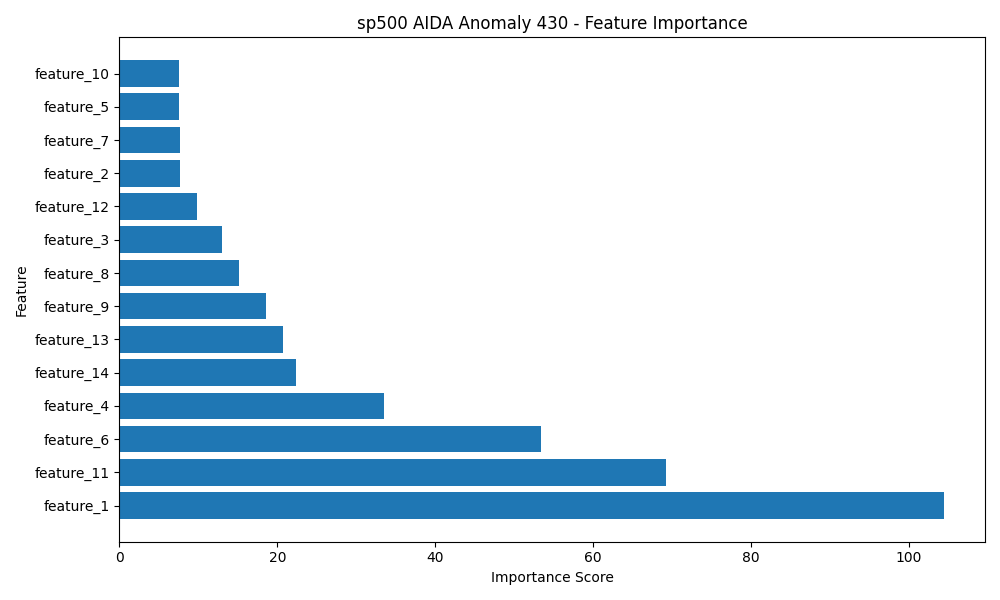 sp500 AIDA Anomaly 430 - Feature Importance
Feature
feature_10
feature_5
feature_7
feature_2
feature_12
feature_3
feature_8
feature_9
feature_13
feature_14
feature_4
feature_6
feature_11
feature_1
0 20 40 60 80 100
Importance Score